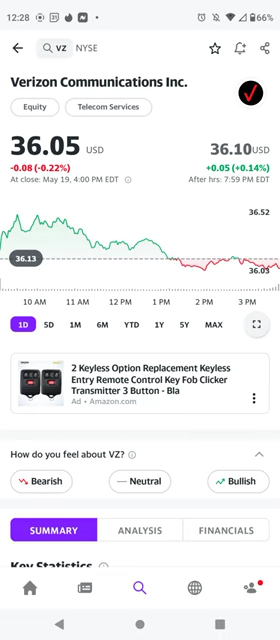 12:28
31
66%
VZ NYSE
Verizon Communications Inc.
Equity
Telecom Services
36.05 USD
36.10 USD
-0.08 (-0.22%)
+0.05 (+0.14%)
At close: May 19, 4:00 PM EDT
After hrs: 7:59 PM EDT
36.52
36.13
36.03
10 AM 11 AM 12 PM 1 PM 2 PM 3 PM
1D 5D 1M 6M YTD 1Y 5Y MAX
2 Keyless Option Replacement Keyless
Entry Remote Control Key Fob Clicker
Transmitter 3 Button - Bla
Ad • Amazon.com
How do you feel about VZ?
Bearish
Neutral
Bullish
SUMMARY
ANALYSIS
FINANCIALS
Key Statistics